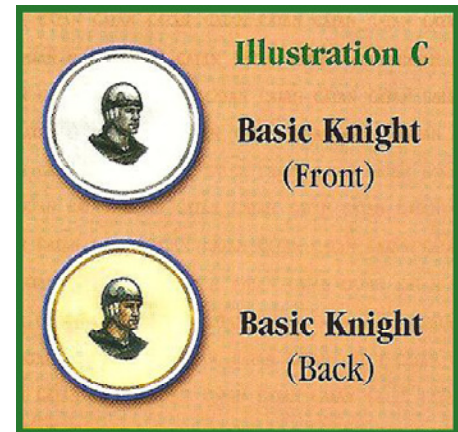 Illustration C
Basic Knight
(Front)
Basic Knight
(Back)